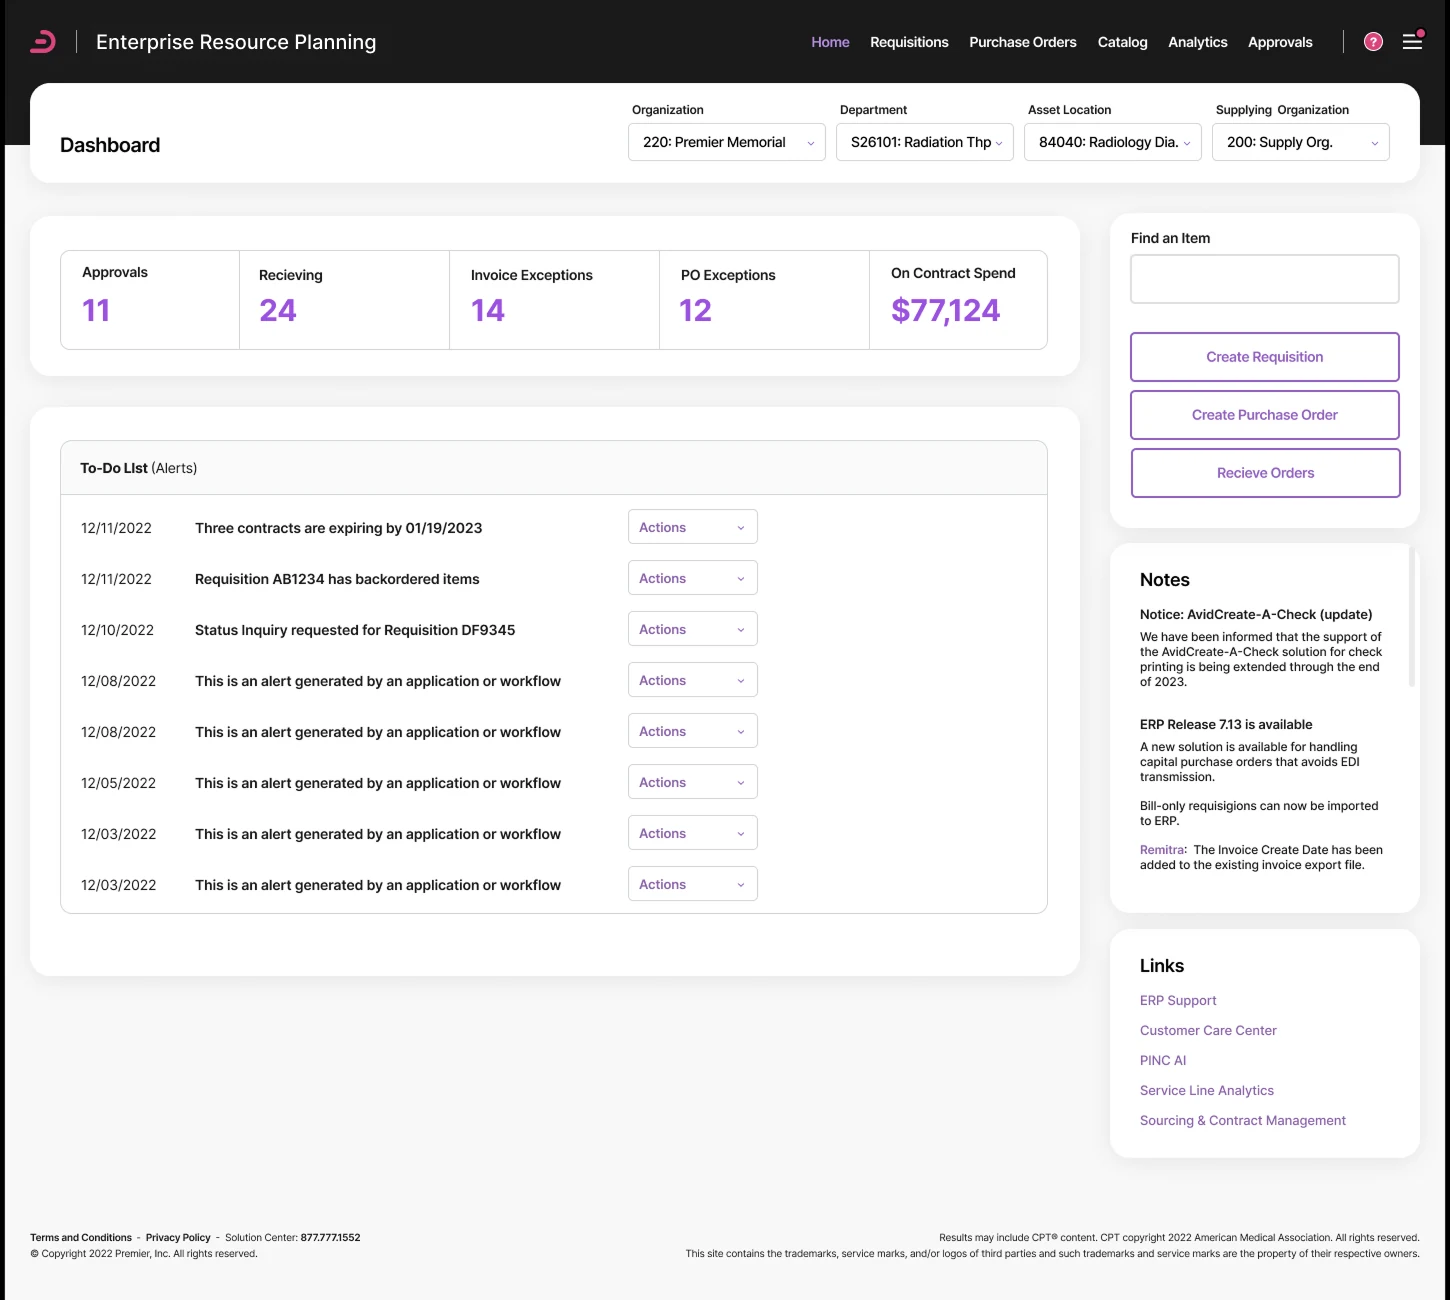 Enterprise Resource Planning
Home Requisitions Purchase Orders Catalog Analytics Approvals ?
Dashboard
Organization Department Asset Location Supplying Organization
220: Premier Memorial S26101: Radiation Thp 84040: Radiology Dia. 200: Supply Org.
Approvals Recieving Invoice Exceptions PO Exceptions On Contract Spend
11 24 14 12 $77,124
To-Do LIst (Alerts)
12/11/2022 Three contracts are expiring by 01/19/2023 Actions
12/11/2022 Requisition AB1234 has backordered items Actions
12/10/2022 Status Inquiry requested for Requisition DF9345 Actions
12/08/2022 This is an alert generated by an application or workflow Actions
12/08/2022 This is an alert generated by an application or workflow Actions
12/05/2022 This is an alert generated by an application or workflow Actions
12/03/2022 This is an alert generated by an application or workflow Actions
12/03/2022 This is an alert generated by an application or workflow Actions
Find an Item
Create Requisition
Create Purchase Order
Recieve Orders
Notes
Notice: AvidCreate-A-Check (update)
We have been informed that the support of
the AvidCreate-A-Check solution for check
printing is being extended through the end
of 2023.
ERP Release 7.13 is available
A new solution is available for handling
capital purchase orders that avoids EDI
transmission.
Bill-only requisigions can now be imported
to ERP.
Remitra: The Invoice Create Date has been
added to the existing invoice export file.
Links
ERP Support
Customer Care Center
PINC AI
Service Line Analytics
Sourcing & Contract Management
Terms and Conditions - Privacy Policy - Solution Center: 877.777.1552
© Copyright 2022 Premier, Inc. All rights reserved.
Results may include CPT® content. CPT copyright 2022 American Medical Association. All rights reserved.
This site contains the trademarks, service marks, and/or logos of third parties and such trademarks and service marks are the property of their respective owners.